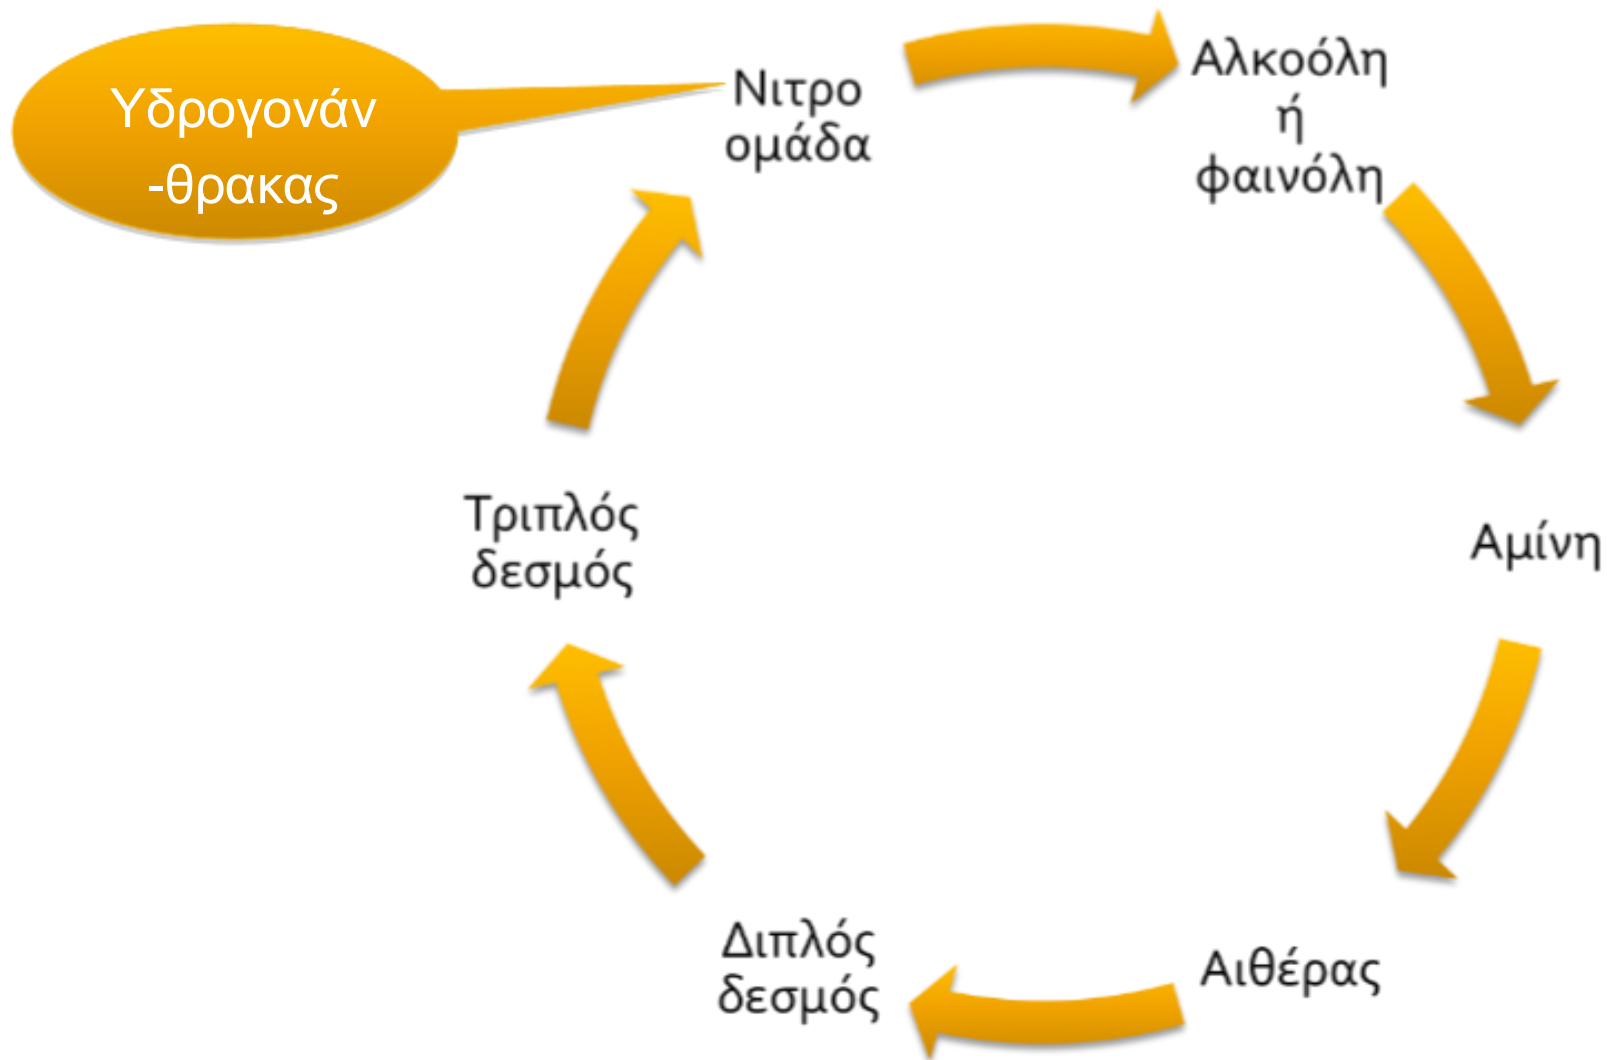 Υδρογονάν
-θρακας
Νιτρο
ομάδα
Αλκοόλη
ή
φαινόλη
Αμίνη
Αιθέρας
Διπλός
δεσμός
Τριπλός
δεσμός